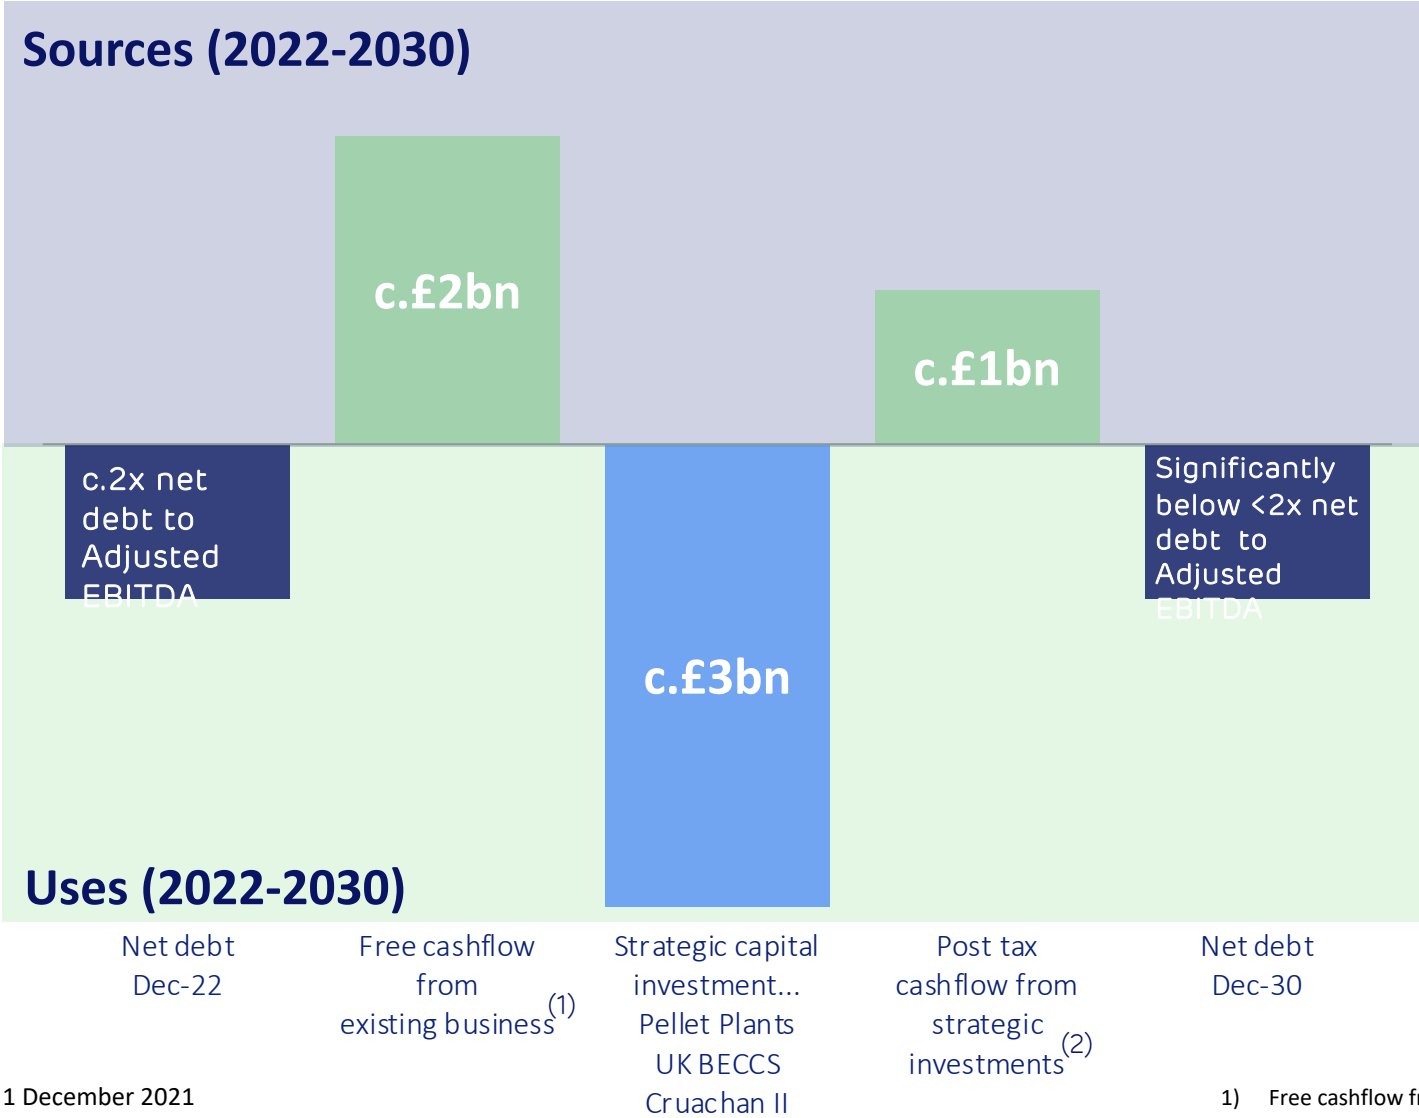 Sources (2022-2030)
c.£2bn
c.£1bn
c.2x net
debt to
Adjusted
EBITDA
Significantly
below <2x net
debt to
Adjusted
EBITDA
c.£3bn
Uses (2022-2030)
Net debt
Dec-22
Free cashflow
from
existing business(1)
Strategic capital
investment...
Pellet Plants
UK BECCS
Cruachan II
Post tax
cashflow from
strategic
investments(2)
Net debt
Dec-30
1 December 2021
1) Free cashflow